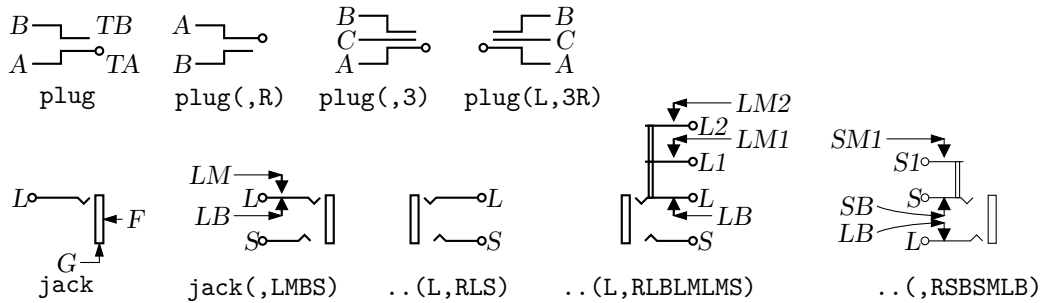 B TB A B B
A TA B C C
A A
plug plug(,R) plug(,3) plug(L,3R)
LM2
L2 SM1
LM LM1
L1 S1
L L L L S
F LB LB SB
S S S LB
G L
jack jack(,LMBS) ..(L,RLS) ..(L,RLBLMLMS) ..(,RSBSMLB)